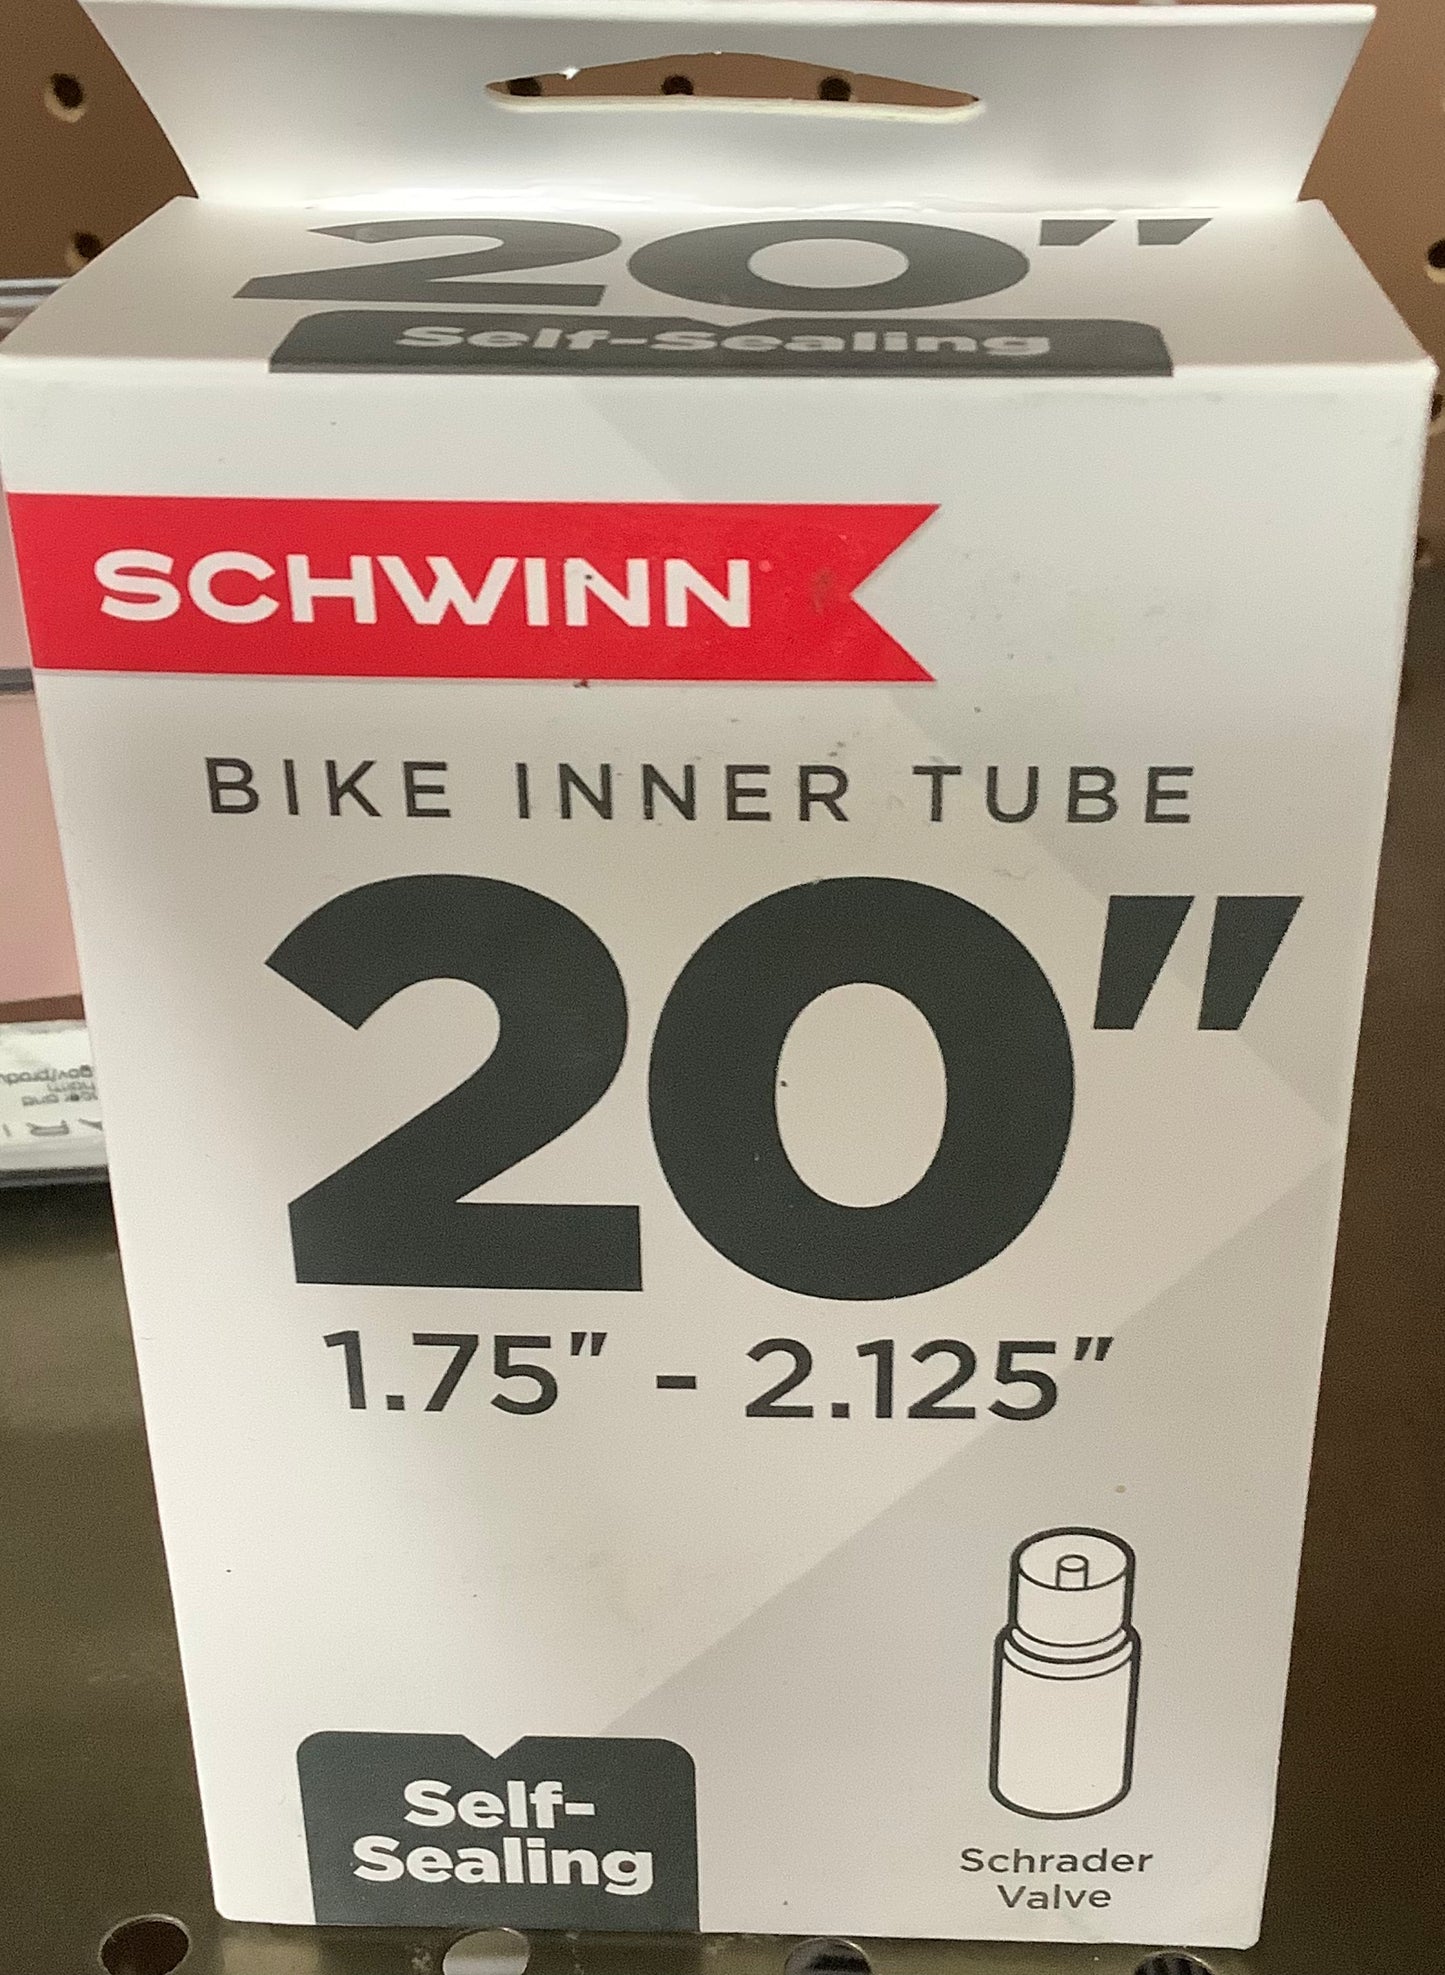 20"
Self-Sealing
SCHWINN
BIKE INNER TUBE
20"
1.75" - 2.125"
Self-
Sealing
Schrader
Valve